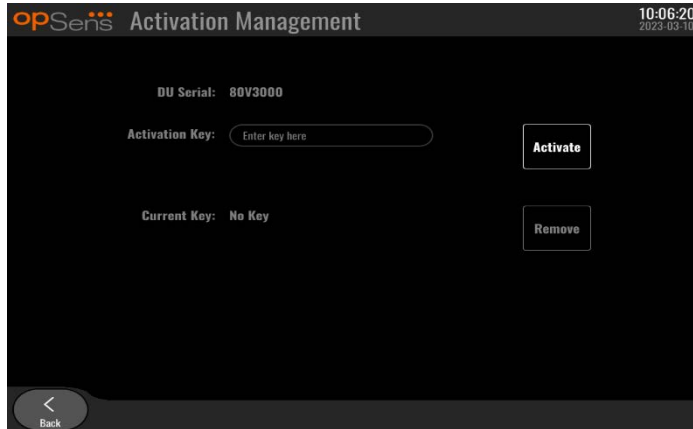 opSens Activation Management
10:06:20
2023-03-10
DU Serial: 80V3000
Activation Key: Enter key here
Activate
Current Key: No Key
Remove
Back